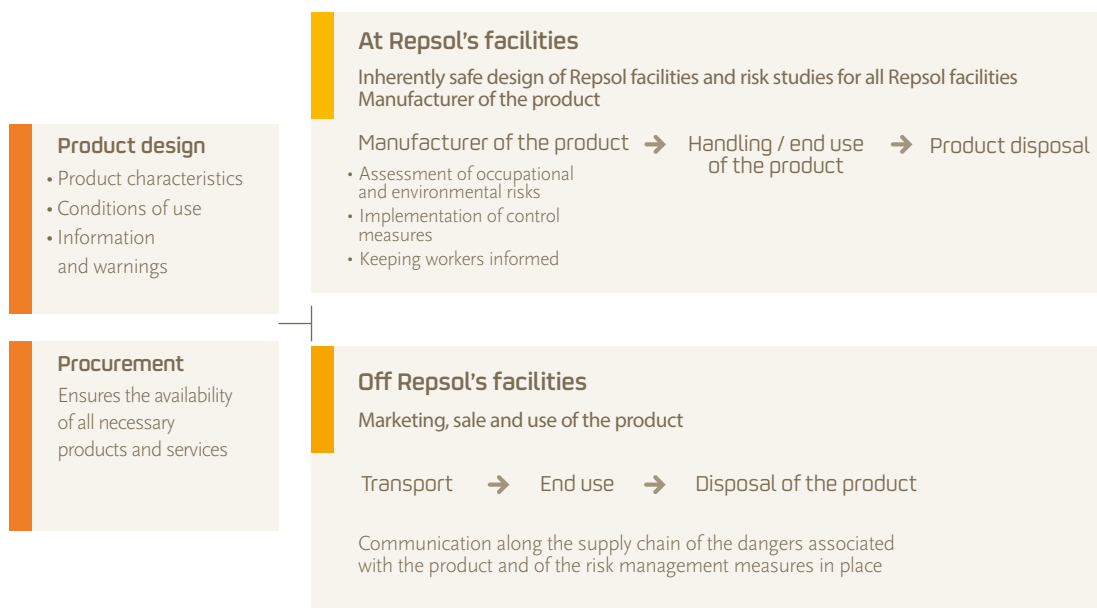 Product design
• Product characteristics
• Conditions of use
• Information
and warnings
Procurement
Ensures the availability
of all necessary
products and services
At Repsol's facilities
Inherently safe design of Repsol facilities and risk studies for all Repsol facilities
Manufacturer of the product
Manufacturer of the product → Handling / end use
of the product → Product disposal
• Assessment of occupational
and environmental risks
• Implementation of control
measures
• Keeping workers informed
Off Repsol's facilities
Marketing, sale and use of the product
Transport → End use → Disposal of the product
Communication along the supply chain of the dangers associated
with the product and of the risk management measures in place